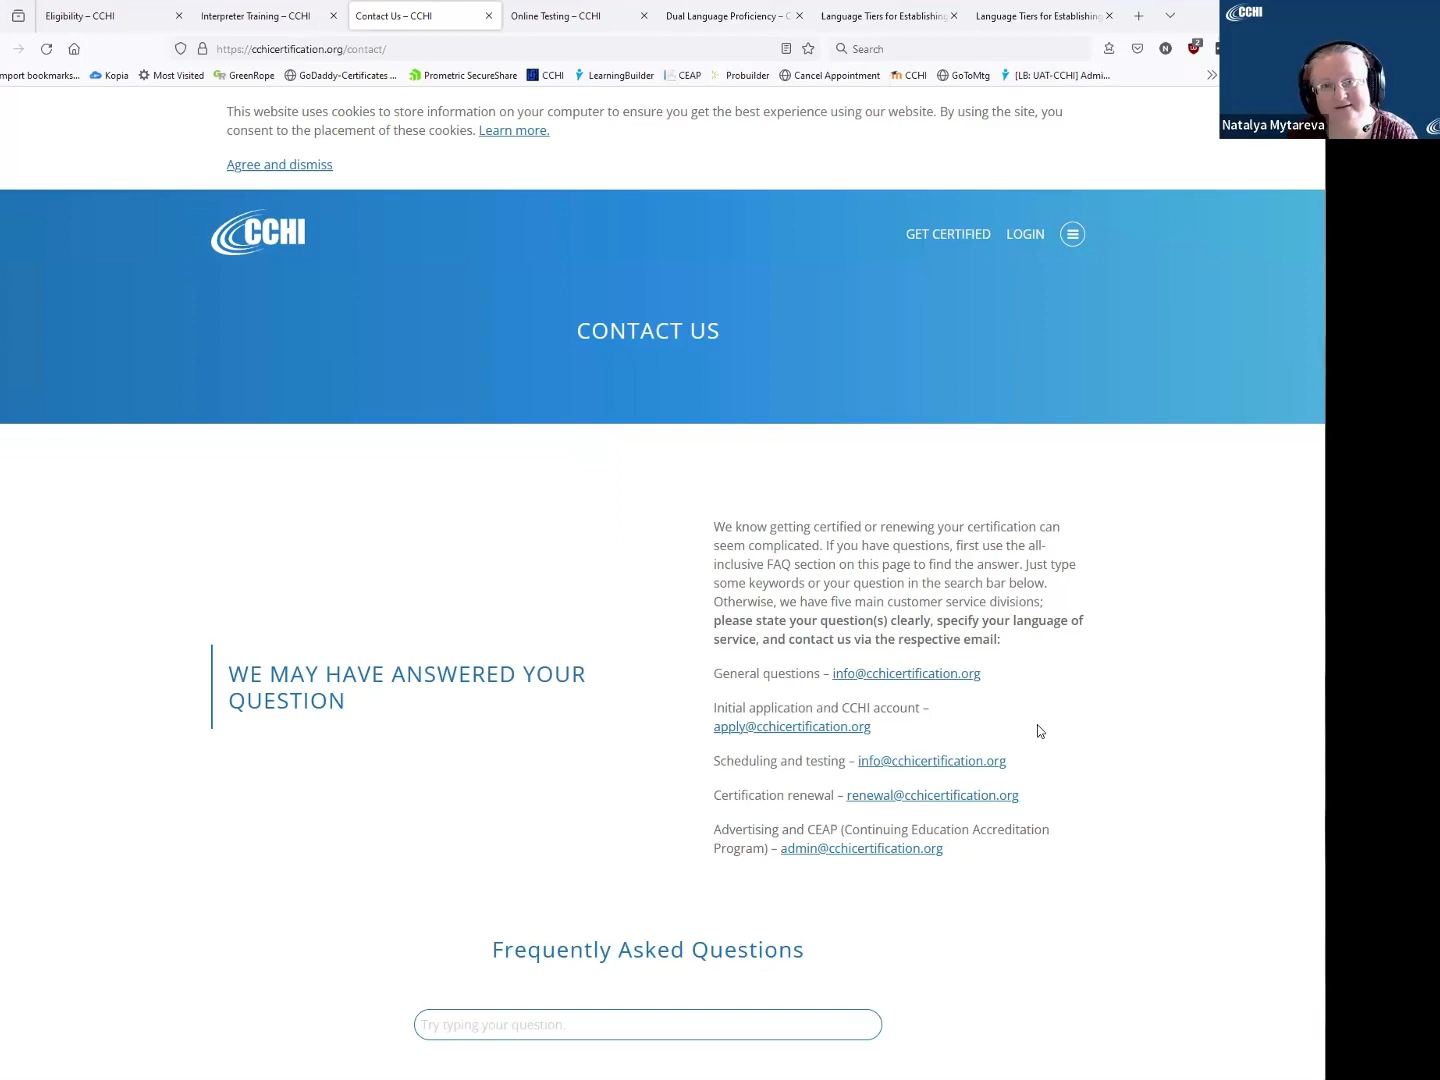 Eligibility – CCHI
Interpreter Training – CCHI
Contact Us – CCHI
Online Testing – CCHI
Dual Language Proficiency – C
Language Tiers for Establishing
Language Tiers for Establishing
https://cchicertification.org/contact/
Search
2
N
mport bookmarks...
Kopia
Most Visited
GreenRope
GoDaddy-Certificates ...
Prometric SecureShare
CCHI
LearningBuilder
CEAP
Probuilder
Cancel Appointment
CCHI
GoToMtg
[LB: UAT-CCHI] Admi...
CCHI
Natalya Mytareva
This website uses cookies to store information on your computer to ensure you get the best experience using our website. By using the site, you
consent to the placement of these cookies. Learn more.
Agree and dismiss
CCHI
GET CERTIFIED
LOGIN
CONTACT US
WE MAY HAVE ANSWERED YOUR
QUESTION
We know getting certified or renewing your certification can
seem complicated. If you have questions, first use the all-
inclusive FAQ section on this page to find the answer. Just type
some keywords or your question in the search bar below.
Otherwise, we have five main customer service divisions;
please state your question(s) clearly, specify your language of
service, and contact us via the respective email:
General questions – info@cchicertification.org
Initial application and CCHI account –
apply@cchicertification.org
Scheduling and testing – info@cchicertification.org
Certification renewal – renewal@cchicertification.org
Advertising and CEAP (Continuing Education Accreditation
Program) – admin@cchicertification.org
Frequently Asked Questions
Try typing your question.